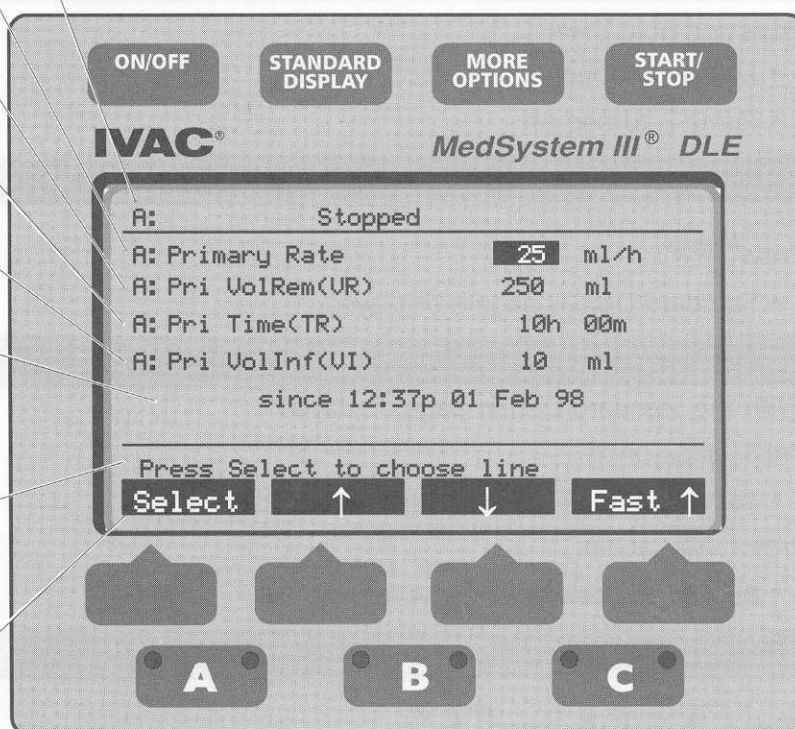 ON/OFF STANDARD DISPLAY MORE OPTIONS START/ STOP
IVAC® MedSystem III® DLE
A: Stopped
A: Primary Rate 25 ml/h
A: Pri VolRem(VR) 250 ml
A: Pri Time(TR) 10h 00m
A: Pri VolInf(VI) 10 ml
since 12:37p 01 Feb 98
Press Select to choose line
Select ↑ ↓ Fast ↑
A B C